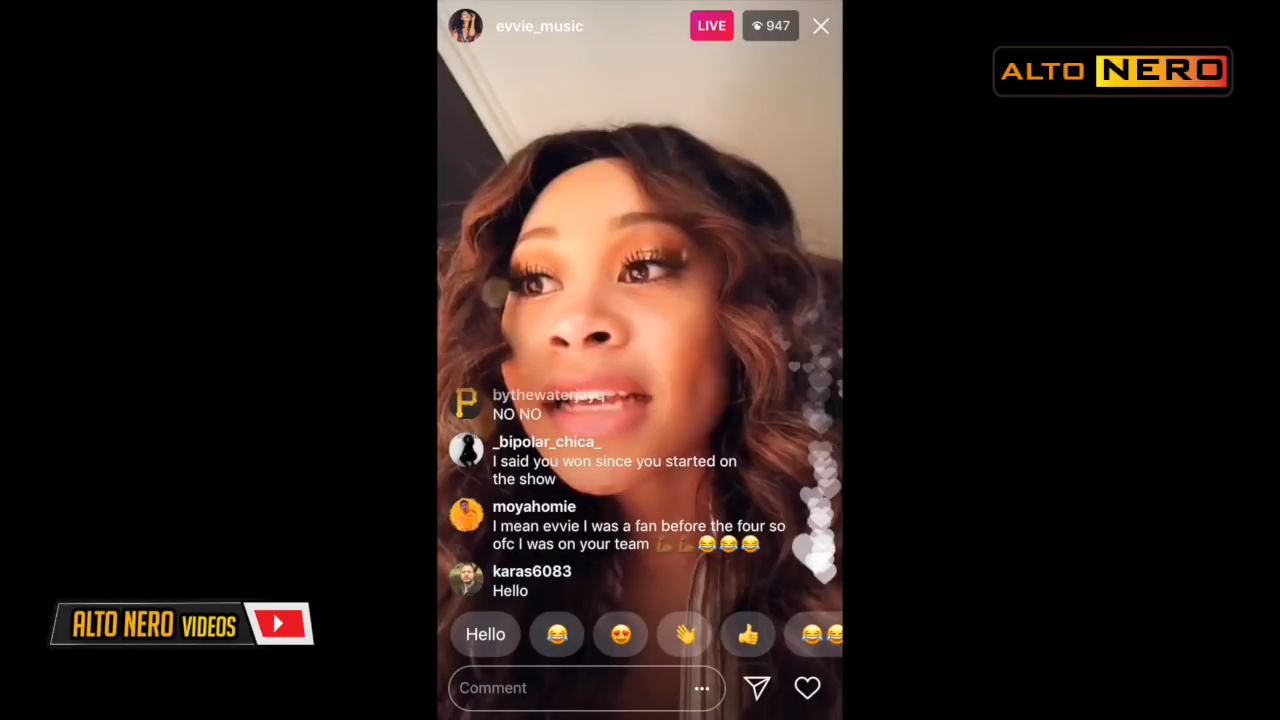 evvie_music
LIVE
947
ALTO NERO
bythewaterjayq
NO NO
_bipolar_chica_
I said you won since you started on
the show
moyahomie
I mean evvie I was a fan before the four so
ofc I was on your team 💪🏾💪🏾😂😂😂
karas6083
Hello
ALTO NERO VIDEOS
Hello 😂 😍 👋 👍 😂😂
Comment